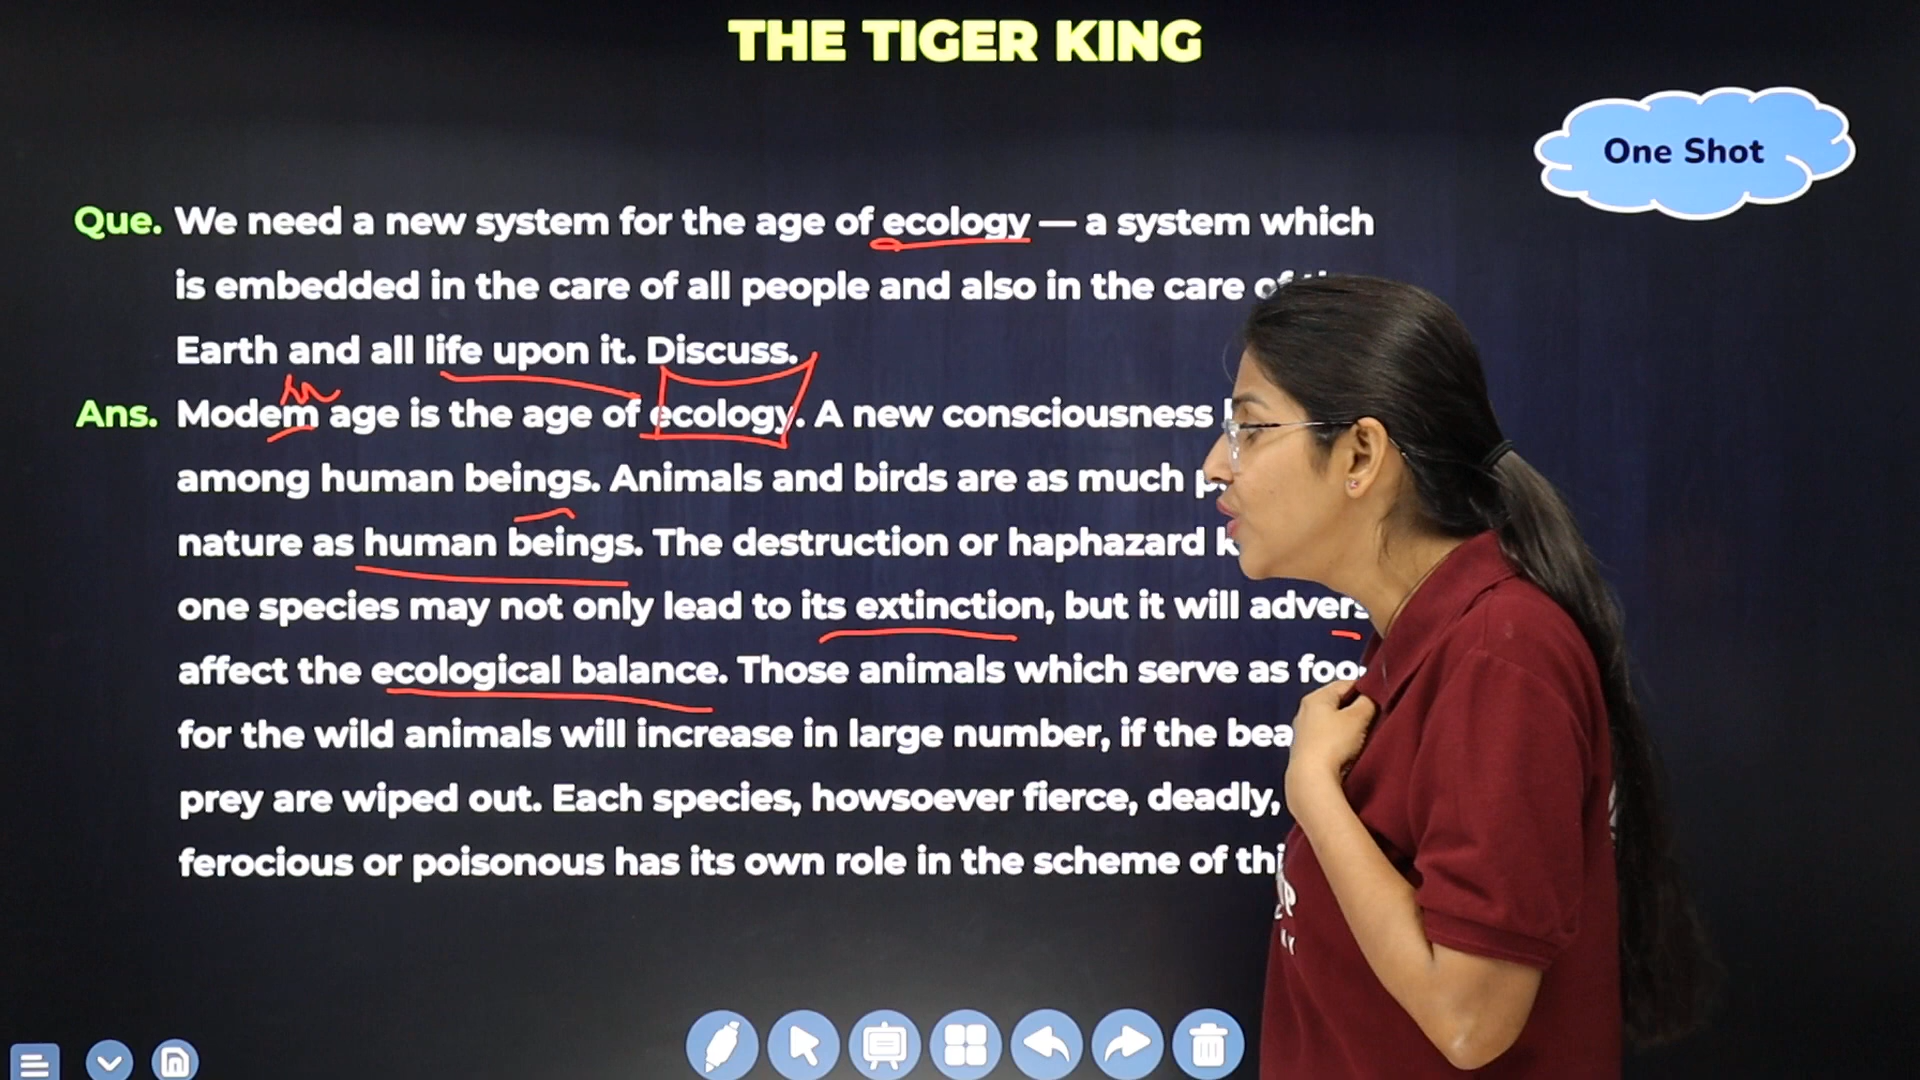 THE TIGER KING
One Shot
Que. We need a new system for the age of ecology — a system which
is embedded in the care of all people and also in the care of
Earth and all life upon it. Discuss.
rn
Ans. Modem age is the age of ecology. A new consciousness
among human beings. Animals and birds are as much
nature as human beings. The destruction or haphazard
one species may not only lead to its extinction, but it will
affect the ecological balance. Those animals which serve as
for the wild animals will increase in large number, if the
prey are wiped out. Each species, howsoever fierce, deadly,
ferocious or poisonous has its own role in the scheme of